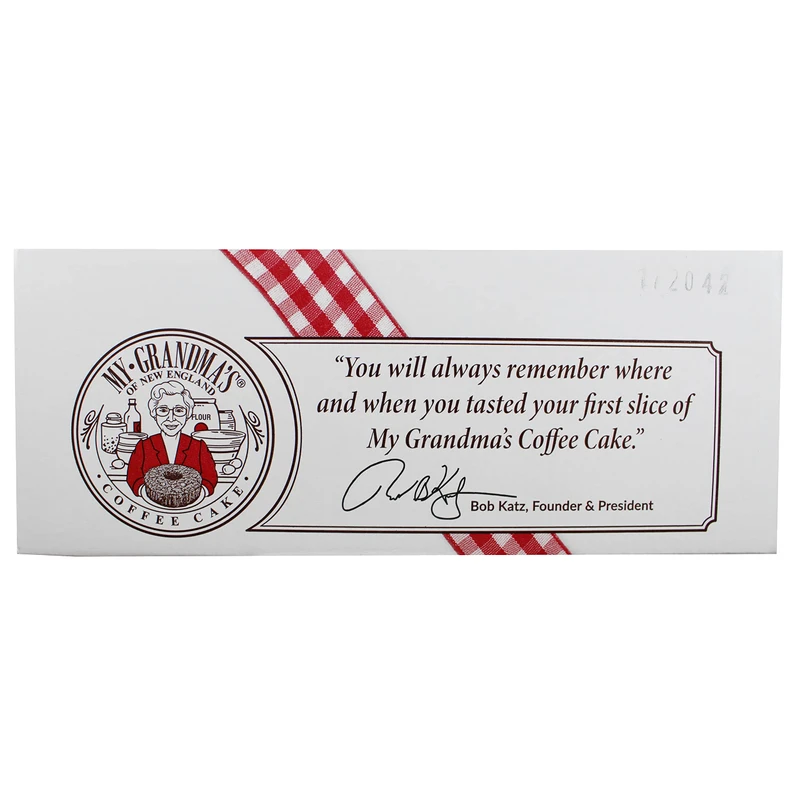 MY•GRANDMA'S®
OF NEW ENGLAND
FLOUR
• COFFEE CAKE •
“You will always remember where
and when you tasted your first slice of
My Grandma's Coffee Cake.”
Bob Katz, Founder & President